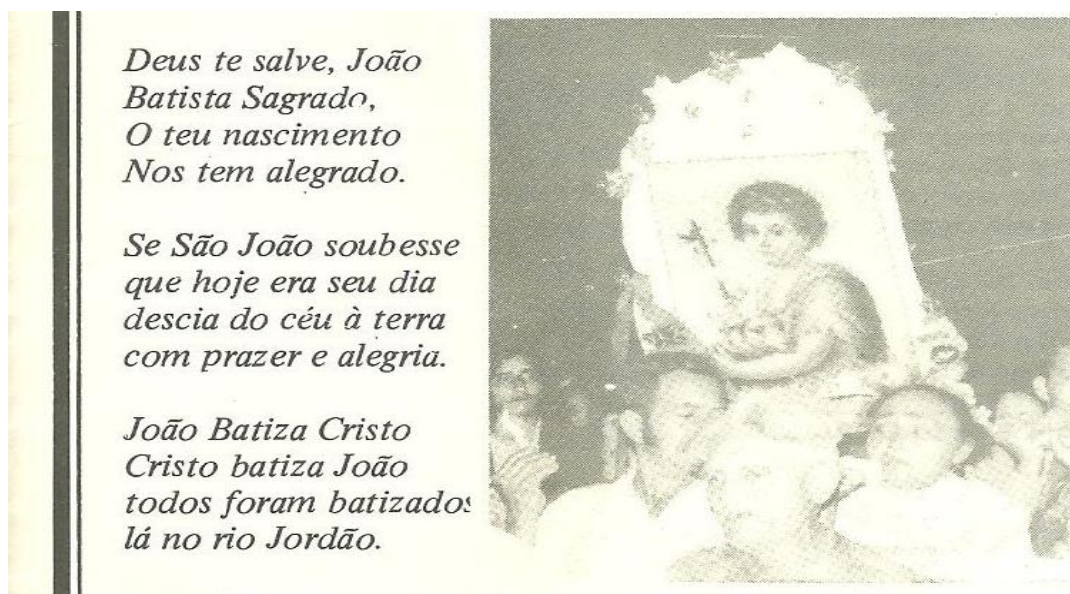 Deus te salve, João
Batista Sagrado,
O teu nascimento
Nos tem alegrado.
Se São João soubesse
que hoje era seu dia
descia do céu à terra
com prazer e alegria.
João Batiza Cristo
Cristo batiza João
todos foram batizados
lá no rio Jordão.